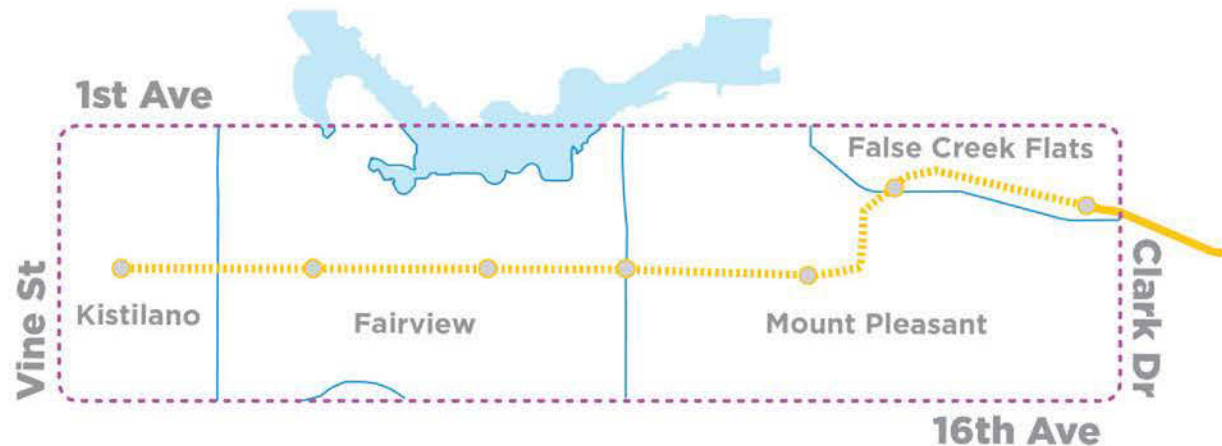 1st Ave
False Creek Flats
Vine St
Kistilano
Fairview
Mount Pleasant
Clark Dr
16th Ave